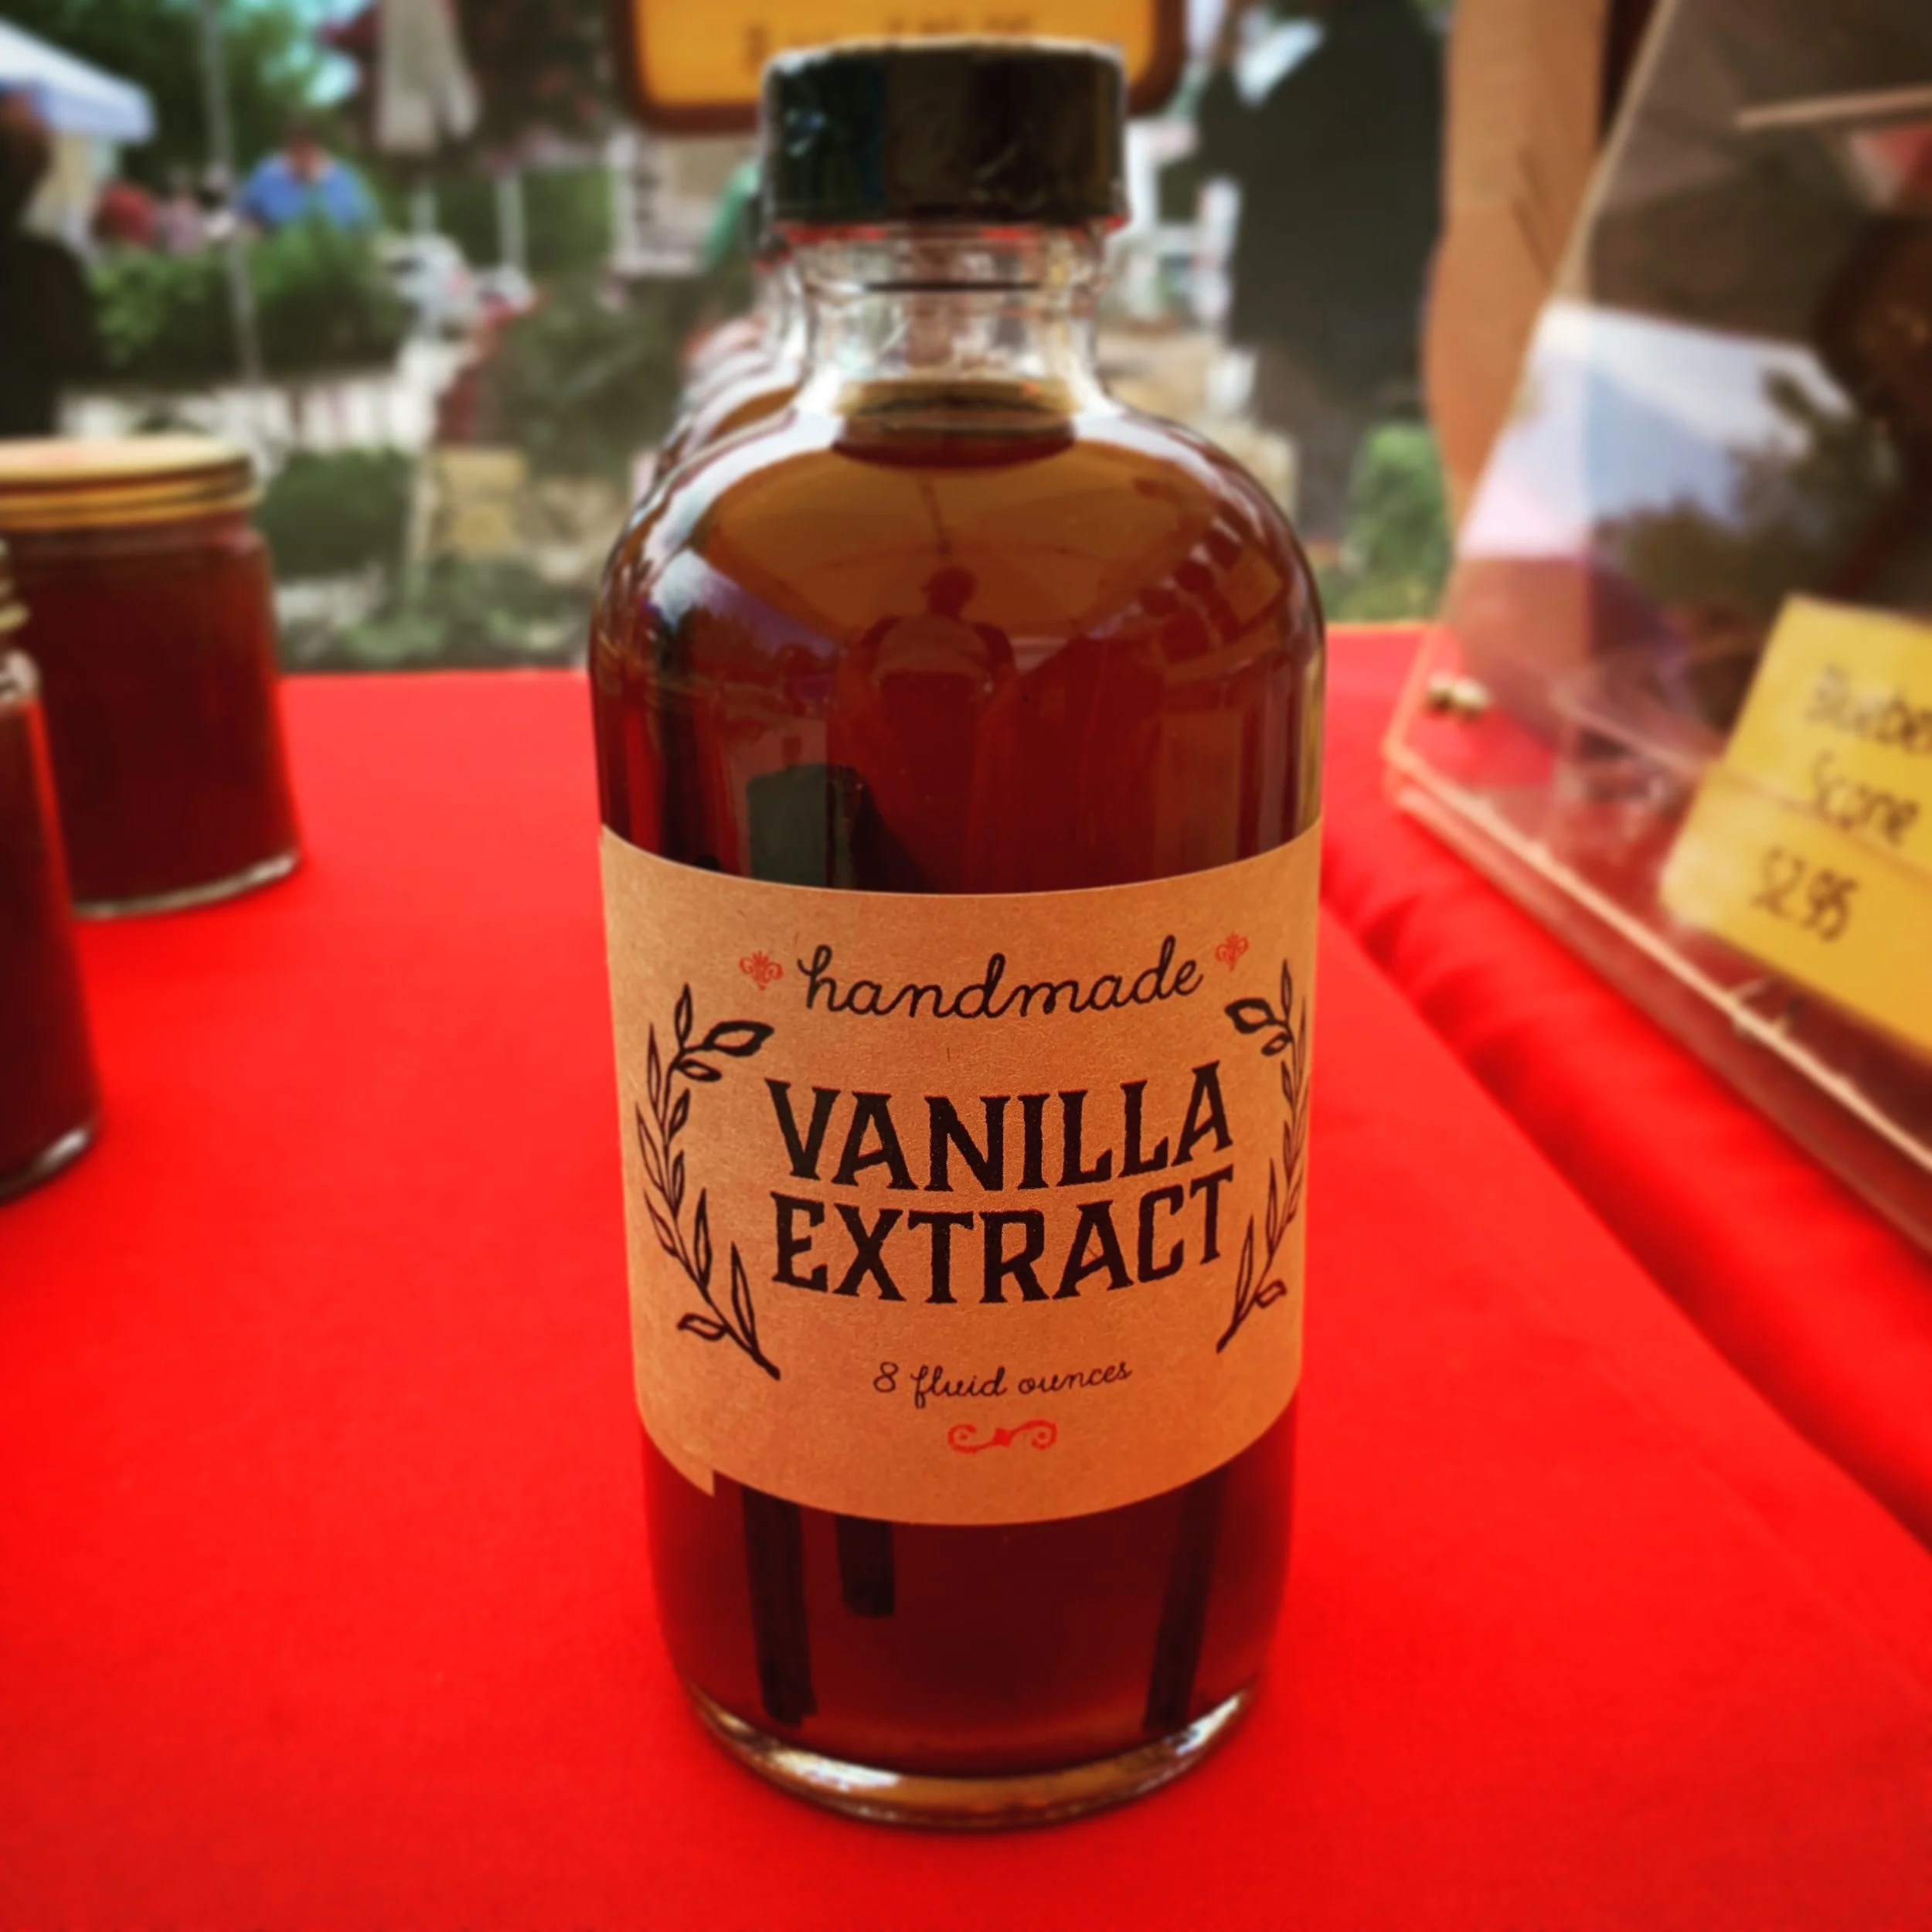 handmade
VANILLA
EXTRACT
8 fluid ounces
Scone
$2.95